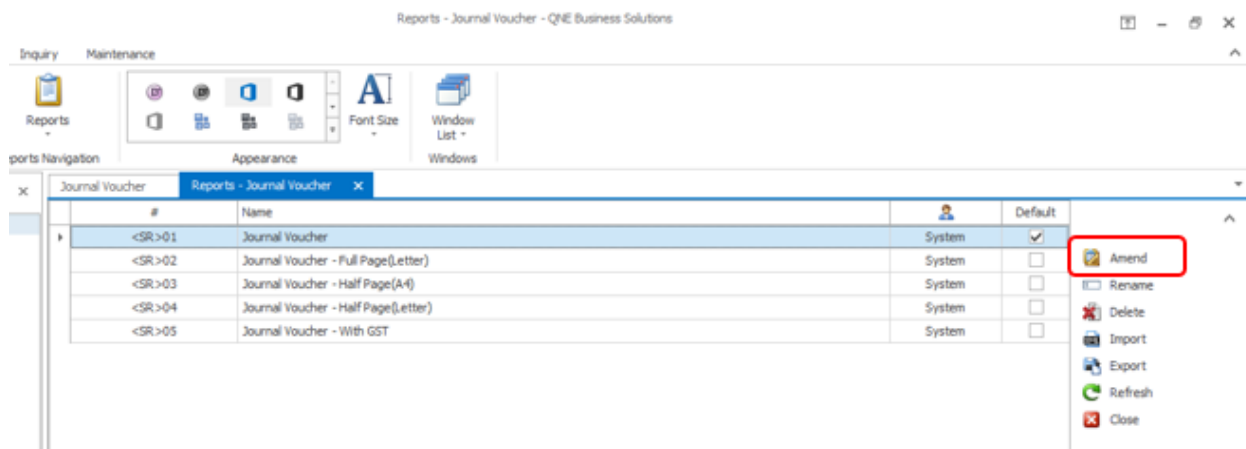 Reports - Journal Voucher - QNE Business Solutions
Inquiry Maintenance
Reports
Font Size
Window
List
ports Navigation Appearance Windows
Journal Voucher Reports - Journal Voucher
# Name Default
<SR>01 Journal Voucher System
<SR>02 Journal Voucher - Full Page(Letter) System
<SR>03 Journal Voucher - Half Page(A4) System
<SR>04 Journal Voucher - Half Page(Letter) System
<SR>05 Journal Voucher - With GST System
Amend
Rename
Delete
Import
Export
Refresh
Close